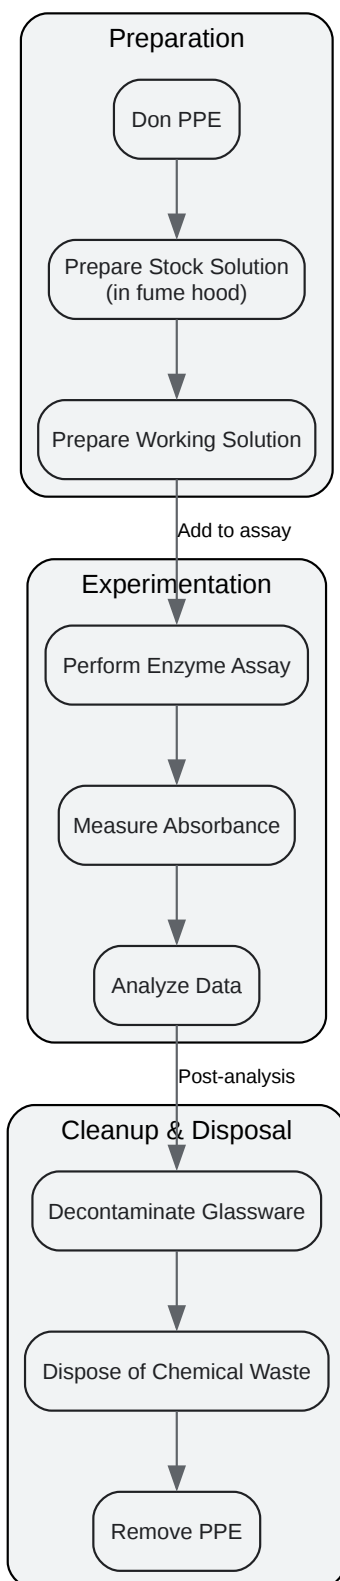 Preparation
Don PPE
Prepare Stock Solution
(in fume hood)
Prepare Working Solution
Add to assay
Experimentation
Perform Enzyme Assay
Measure Absorbance
Analyze Data
Post-analysis
Cleanup & Disposal
Decontaminate Glassware
Dispose of Chemical Waste
Remove PPE